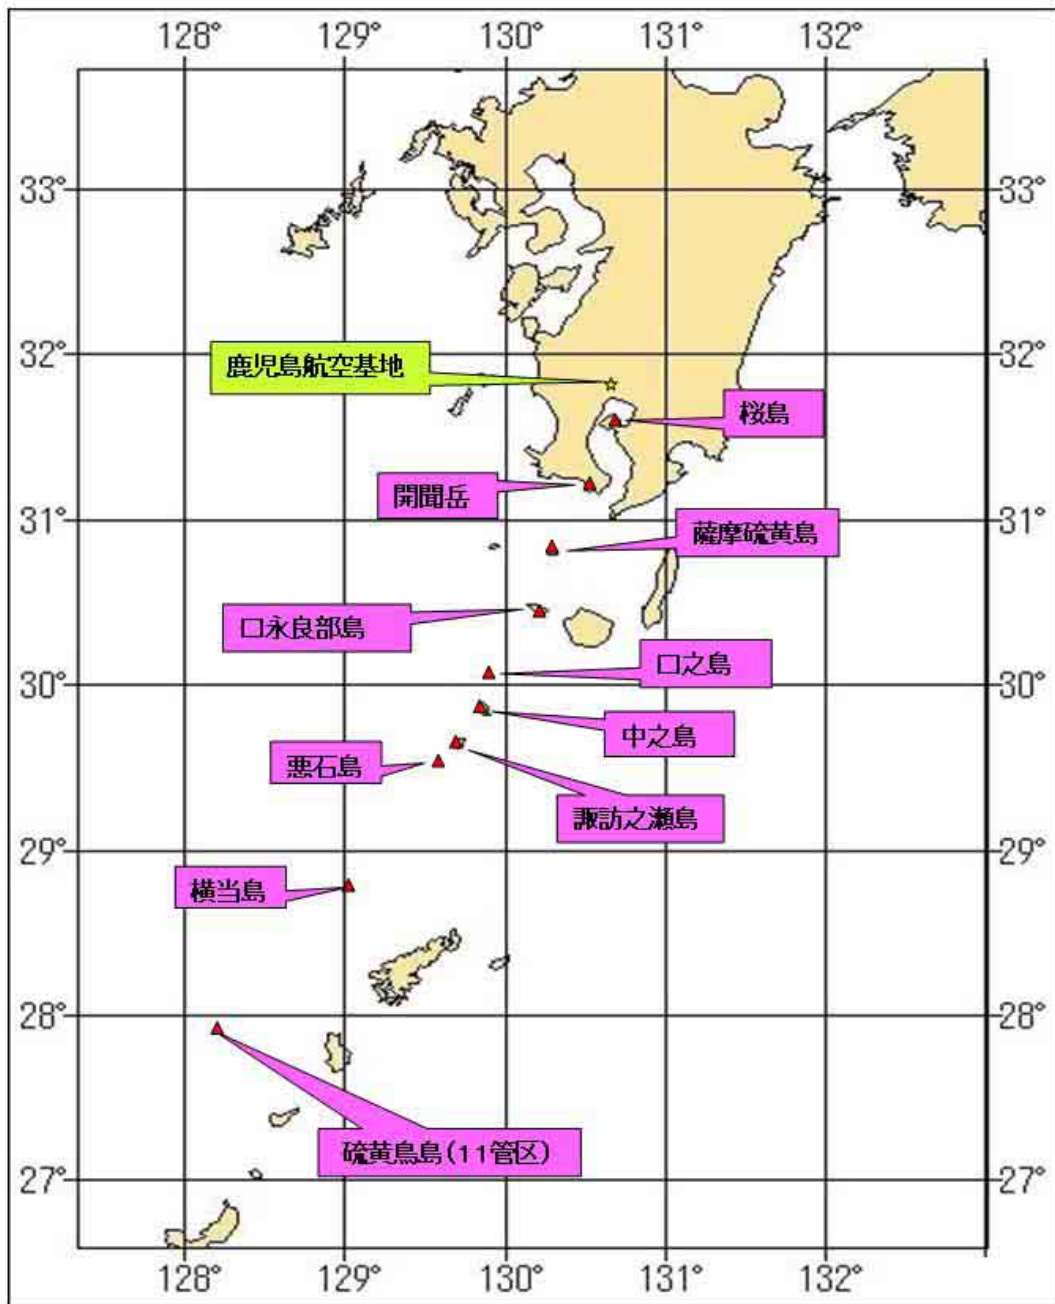 128° 129° 130° 131° 132°
33° 33°
32° 32°
鹿児島航空基地
桜島
開聞岳
31° 31°
薩摩硫黄島
口永良部島
口之島
30° 30°
中之島
悪石島
諏訪之瀬島
29° 29°
横当島
28° 28°
硫黄鳥島(11管区)
27° 27°
128° 129° 130° 131° 132°